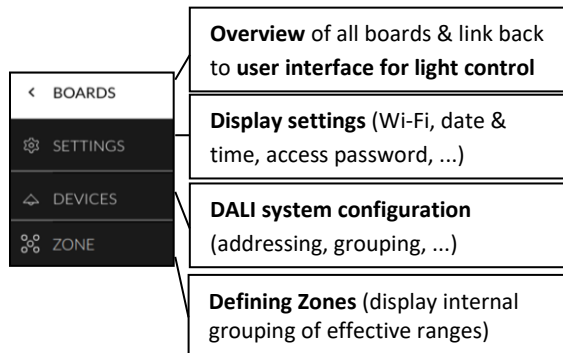 Overview of all boards & link back
to user interface for light control
< BOARDS
Display settings (Wi-Fi, date &
time, access password, ...)
SETTINGS
DEVICES
DALI system configuration
(addressing, grouping, ...)
ZONE
Defining Zones (display internal
grouping of effective ranges)